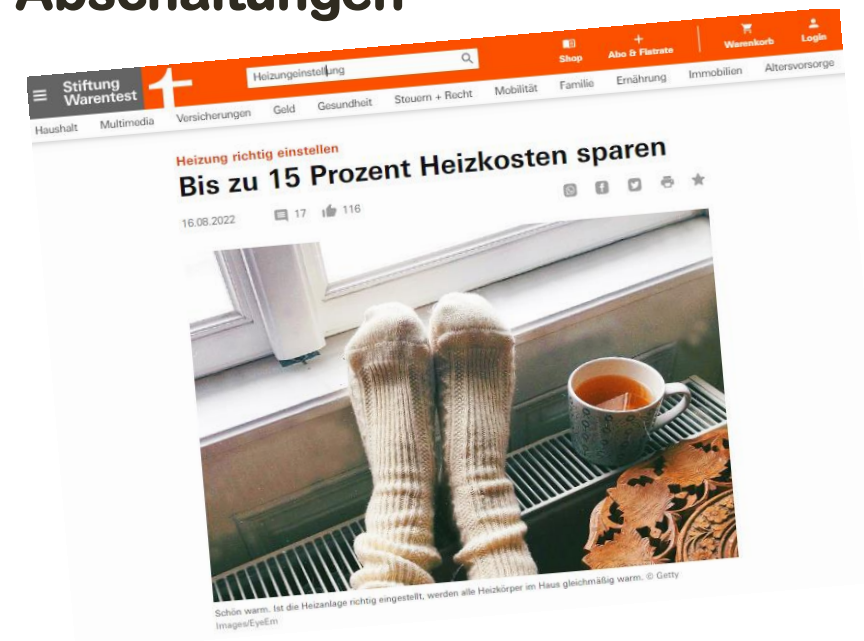 Abschaltungen
Stiftung
Warentest
Heizungeinstellung
Shop
Abo & Flatrate
Warenkorb
Login
Haushalt Multimedia Versicherungen Geld Gesundheit Steuern + Recht Mobilität Familie Ernährung Immobilien Altersvorsorge
Heizung richtig einstellen
Bis zu 15 Prozent Heizkosten sparen
16.08.2022 17 116
Schön warm. Ist die Heizanlage richtig eingestellt, werden alle Heizkörper im Haus gleichmäßig warm. © Getty
Images/EyeEm